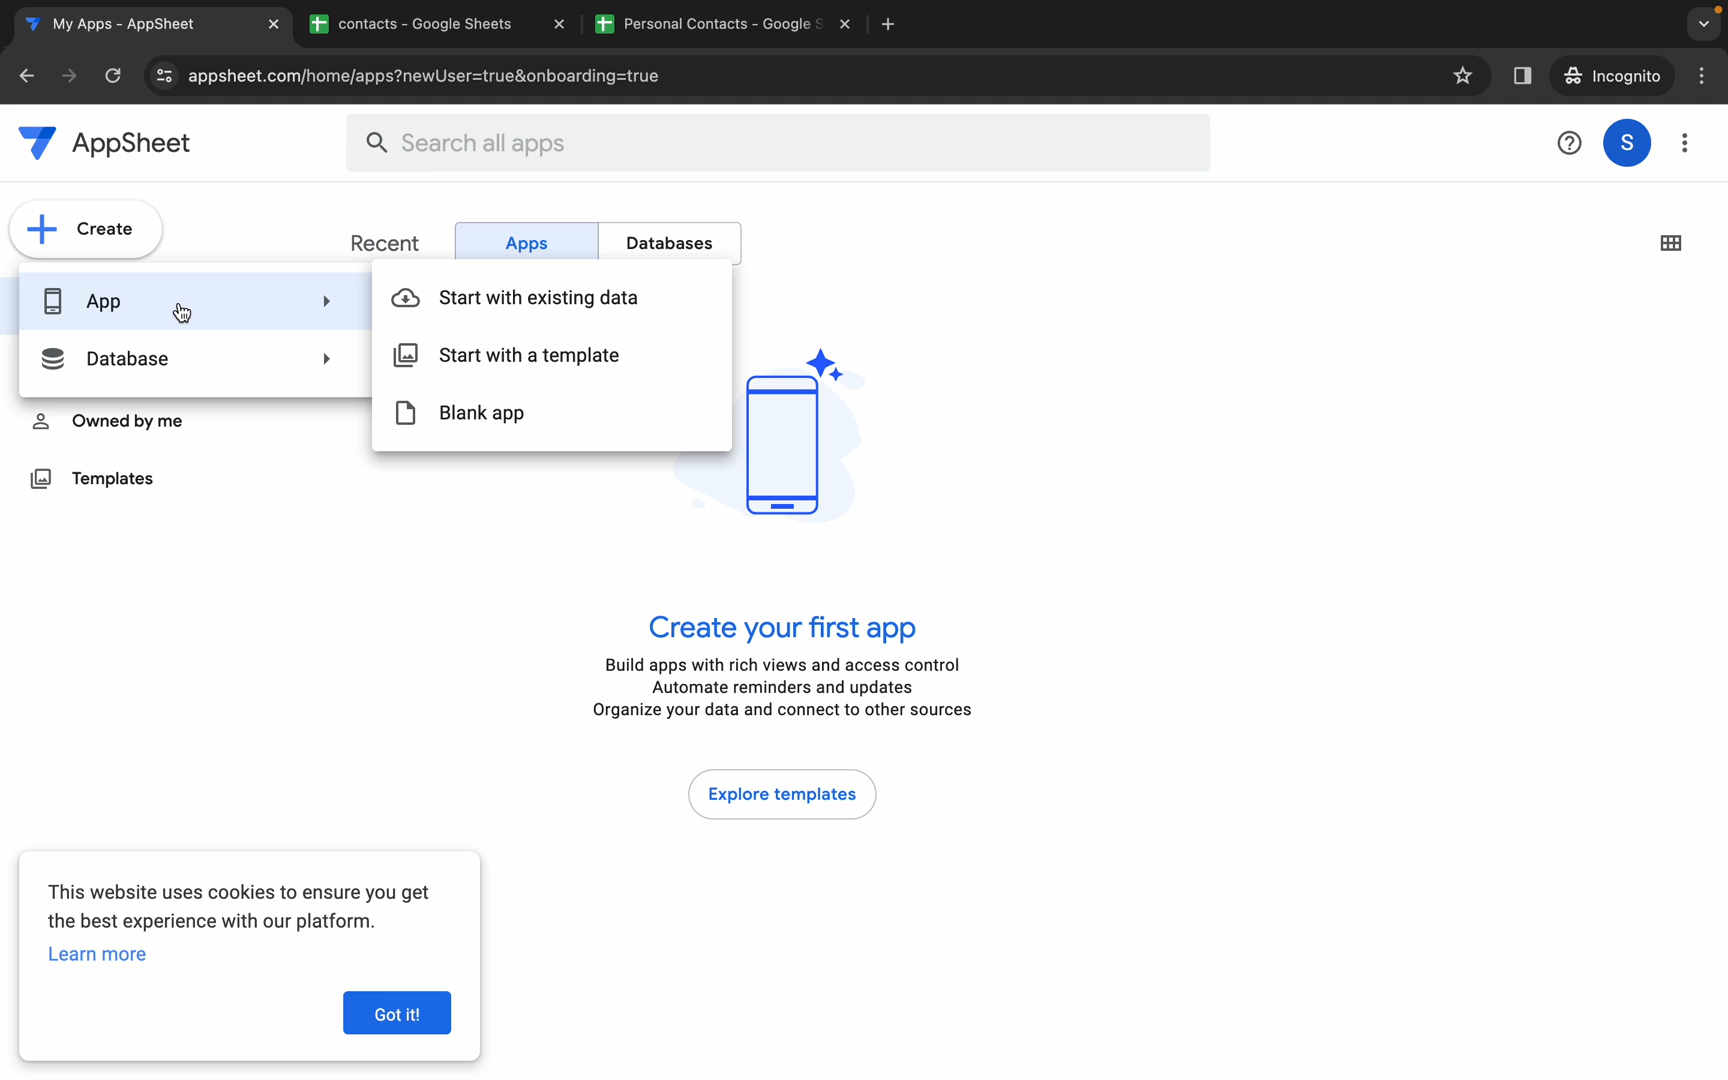 My Apps - AppSheet
contacts - Google Sheets
Personal Contacts - Google S
appsheet.com/home/apps?newUser=true&onboarding=true
Incognito
AppSheet
Search all apps
S
Create
Recent
Apps
Databases
App
Start with existing data
Database
Start with a template
Blank app
Owned by me
Templates
Create your first app
Build apps with rich views and access control
Automate reminders and updates
Organize your data and connect to other sources
Explore templates
This website uses cookies to ensure you get
the best experience with our platform.
Learn more
Got it!